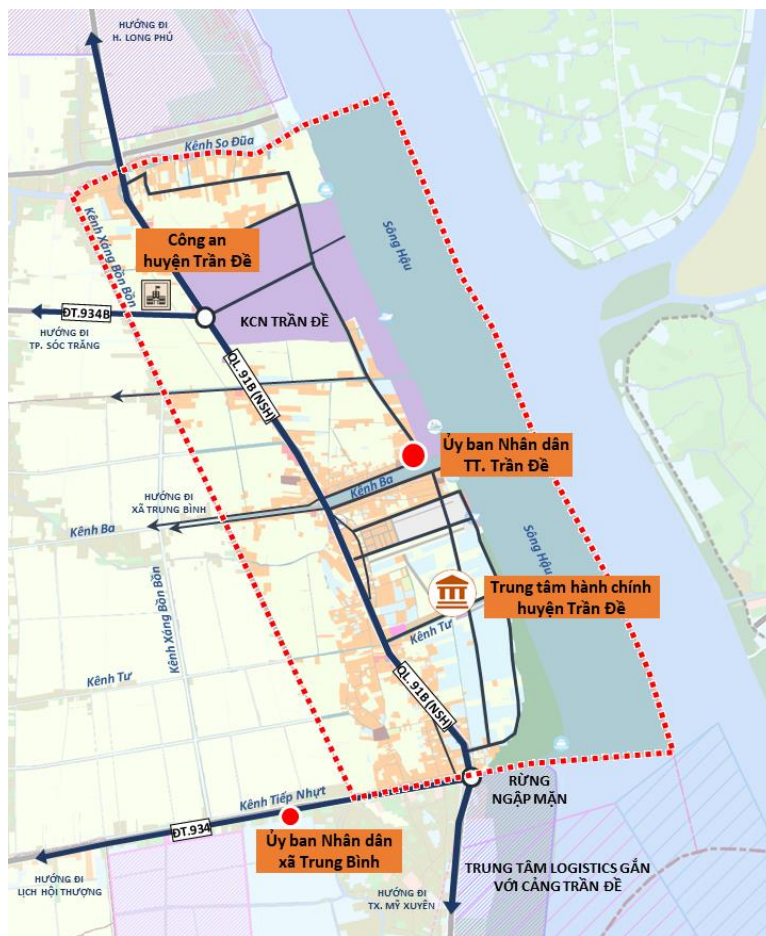 HƯỚNG ĐI
H. LONG PHÚ
Kênh So Đũa
Kênh Xáng Bồn Bồn
Công an
huyện Trần Đề
Sông Hậu
ĐT.934B
HƯỚNG ĐI
TP. SÓC TRĂNG
KCN TRẦN ĐỀ
QL. 91B (NSH)
Ủy ban Nhân dân
TT. Trần Đề
HƯỚNG ĐI
XÃ TRUNG BÌNH
Kênh Ba
Kênh Ba
Sông Hậu
Kênh Xáng Bồn Bồn
Trung tâm hành chính
huyện Trần Đề
Kênh Tư
Kênh Tư
QL. 91B (NSH)
Kênh Tiếp Nhựt
RỪNG
NGẬP MẶN
ĐT.934
Ủy ban Nhân dân
xã Trung Bình
HƯỚNG ĐI
LỊCH HỘI THƯỢNG
TRUNG TÂM LOGISTICS GẮN
VỚI CẢNG TRẦN ĐỀ
HƯỚNG ĐI
TX. MỸ XUYÊN